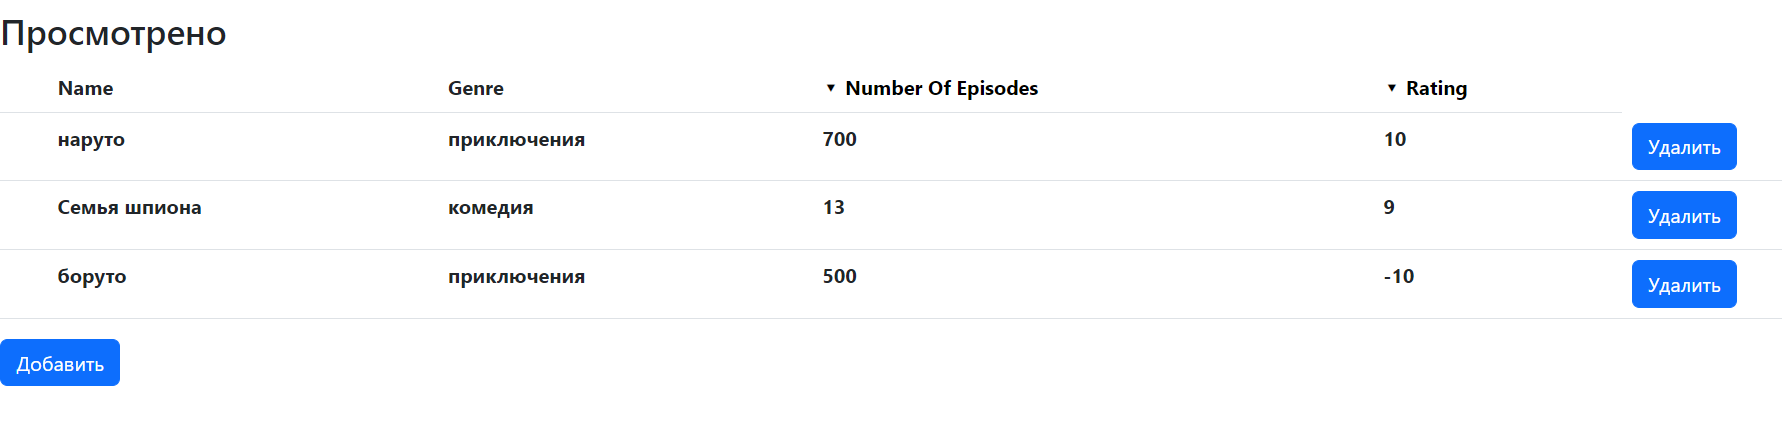 Просмотрено
Name Genre ▼ Number Of Episodes ▼ Rating
наруто приключения 700 10 Удалить
Семья шпиона комедия 13 9 Удалить
боруто приключения 500 -10 Удалить
Добавить